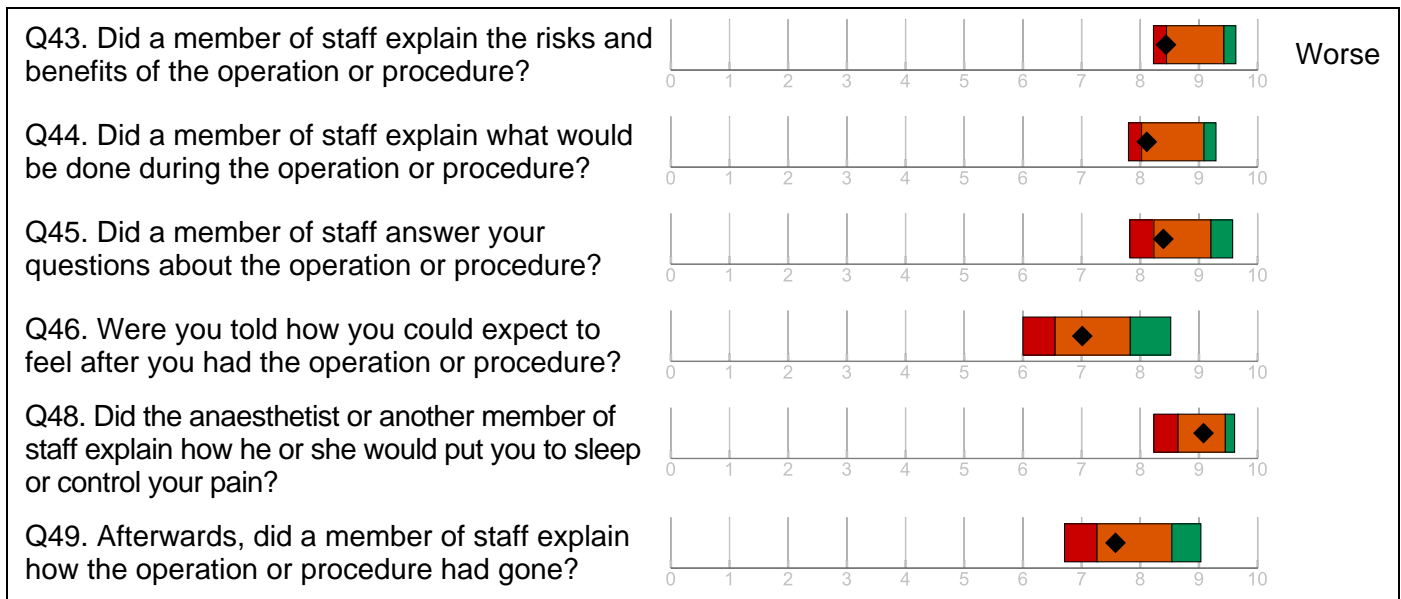 Q43. Did a member of staff explain the risks and
benefits of the operation or procedure?
0 1 2 3 4 5 6 7 8 9 10
Worse
Q44. Did a member of staff explain what would
be done during the operation or procedure?
0 1 2 3 4 5 6 7 8 9 10
Q45. Did a member of staff answer your
questions about the operation or procedure?
0 1 2 3 4 5 6 7 8 9 10
Q46. Were you told how you could expect to
feel after you had the operation or procedure?
0 1 2 3 4 5 6 7 8 9 10
Q48. Did the anaesthetist or another member of
staff explain how he or she would put you to sleep
or control your pain?
0 1 2 3 4 5 6 7 8 9 10
Q49. Afterwards, did a member of staff explain
how the operation or procedure had gone?
0 1 2 3 4 5 6 7 8 9 10